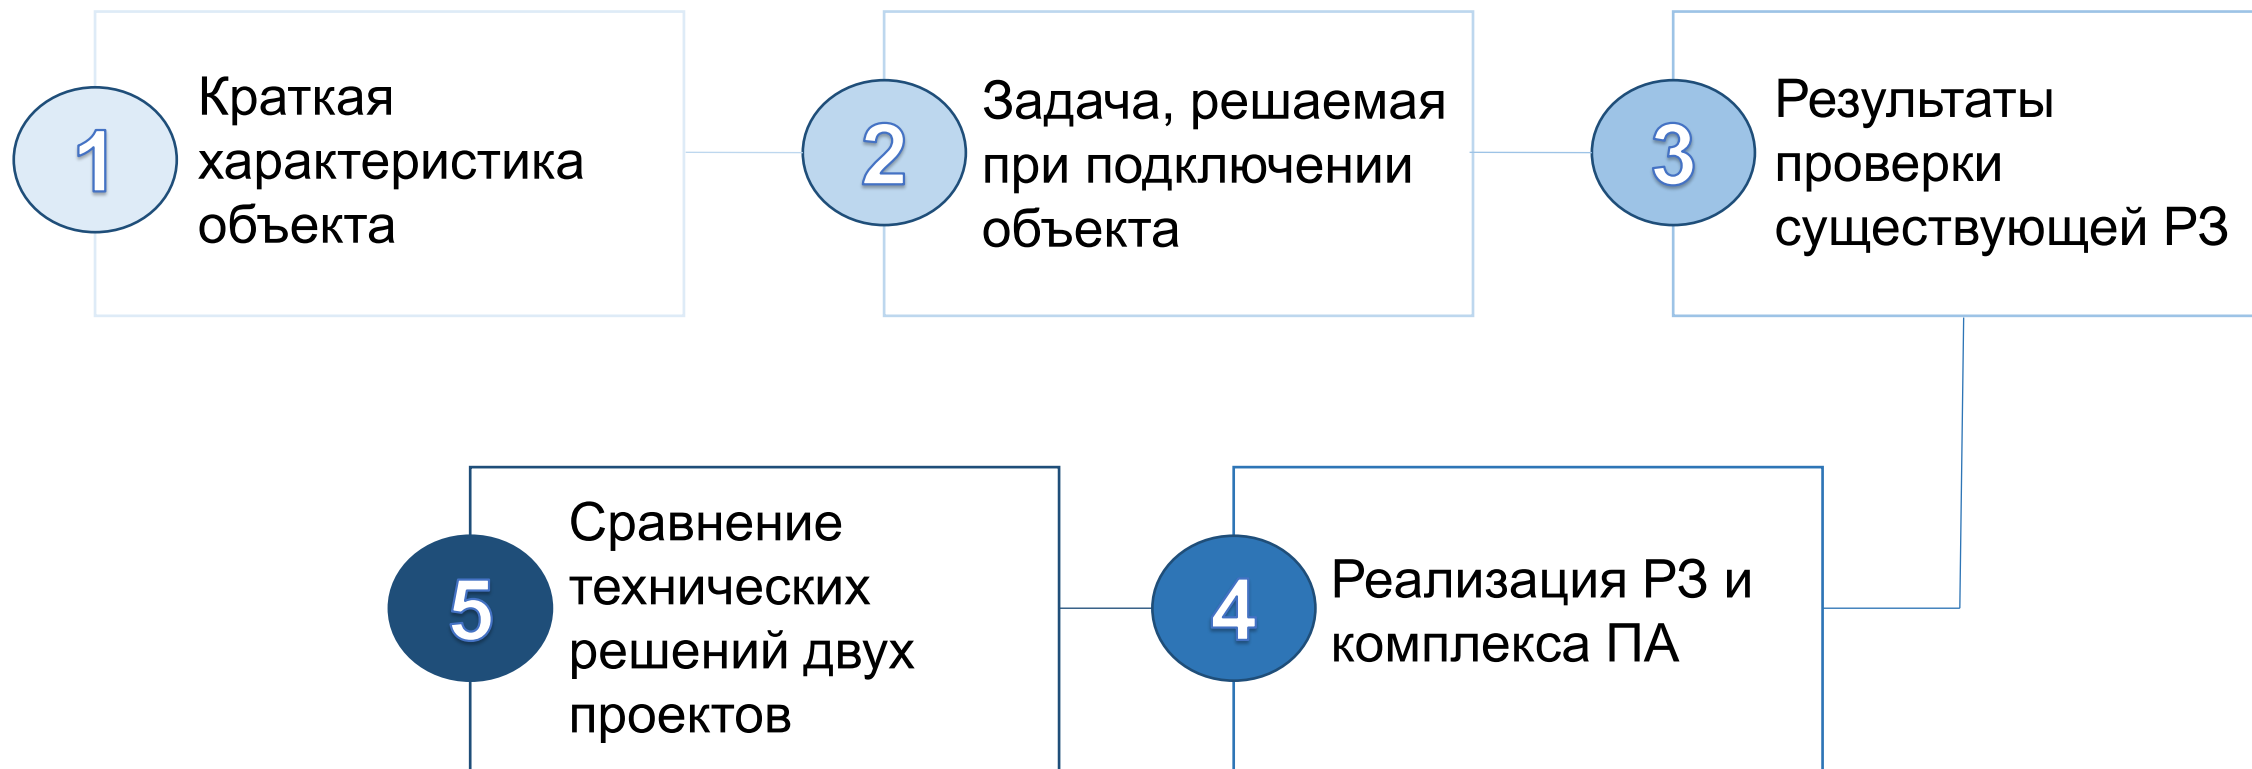 1
Краткая
характеристика
объекта
2
Задача, решаемая
при подключении
объекта
3
Результаты
проверки
существующей РЗ
4
Реализация РЗ и
комплекса ПА
5
Сравнение
технических
решений двух
проектов